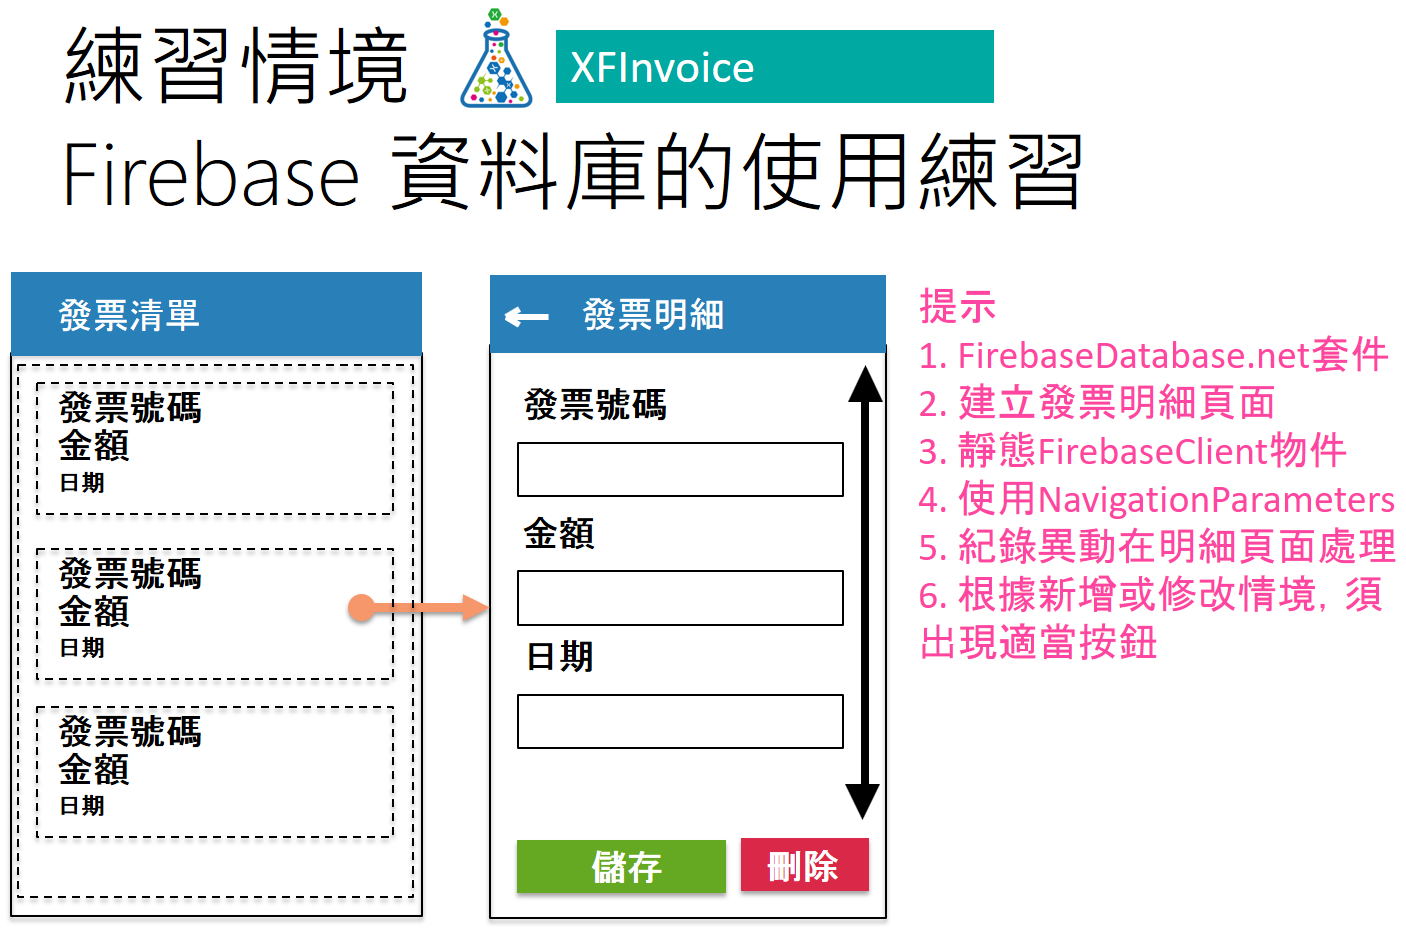 練習情境
XFInvoice
Firebase 資料庫的使用練習
發票清單
發票號碼
金額
日期
發票號碼
金額
日期
發票號碼
金額
日期
發票明細
發票號碼
金額
日期
儲存
刪除
提示
1. FirebaseDatabase.net套件
2. 建立發票明細頁面
3. 靜態FirebaseClient物件
4. 使用NavigationParameters
5. 紀錄異動在明細頁面處理
6. 根據新增或修改情境，須
出現適當按鈕